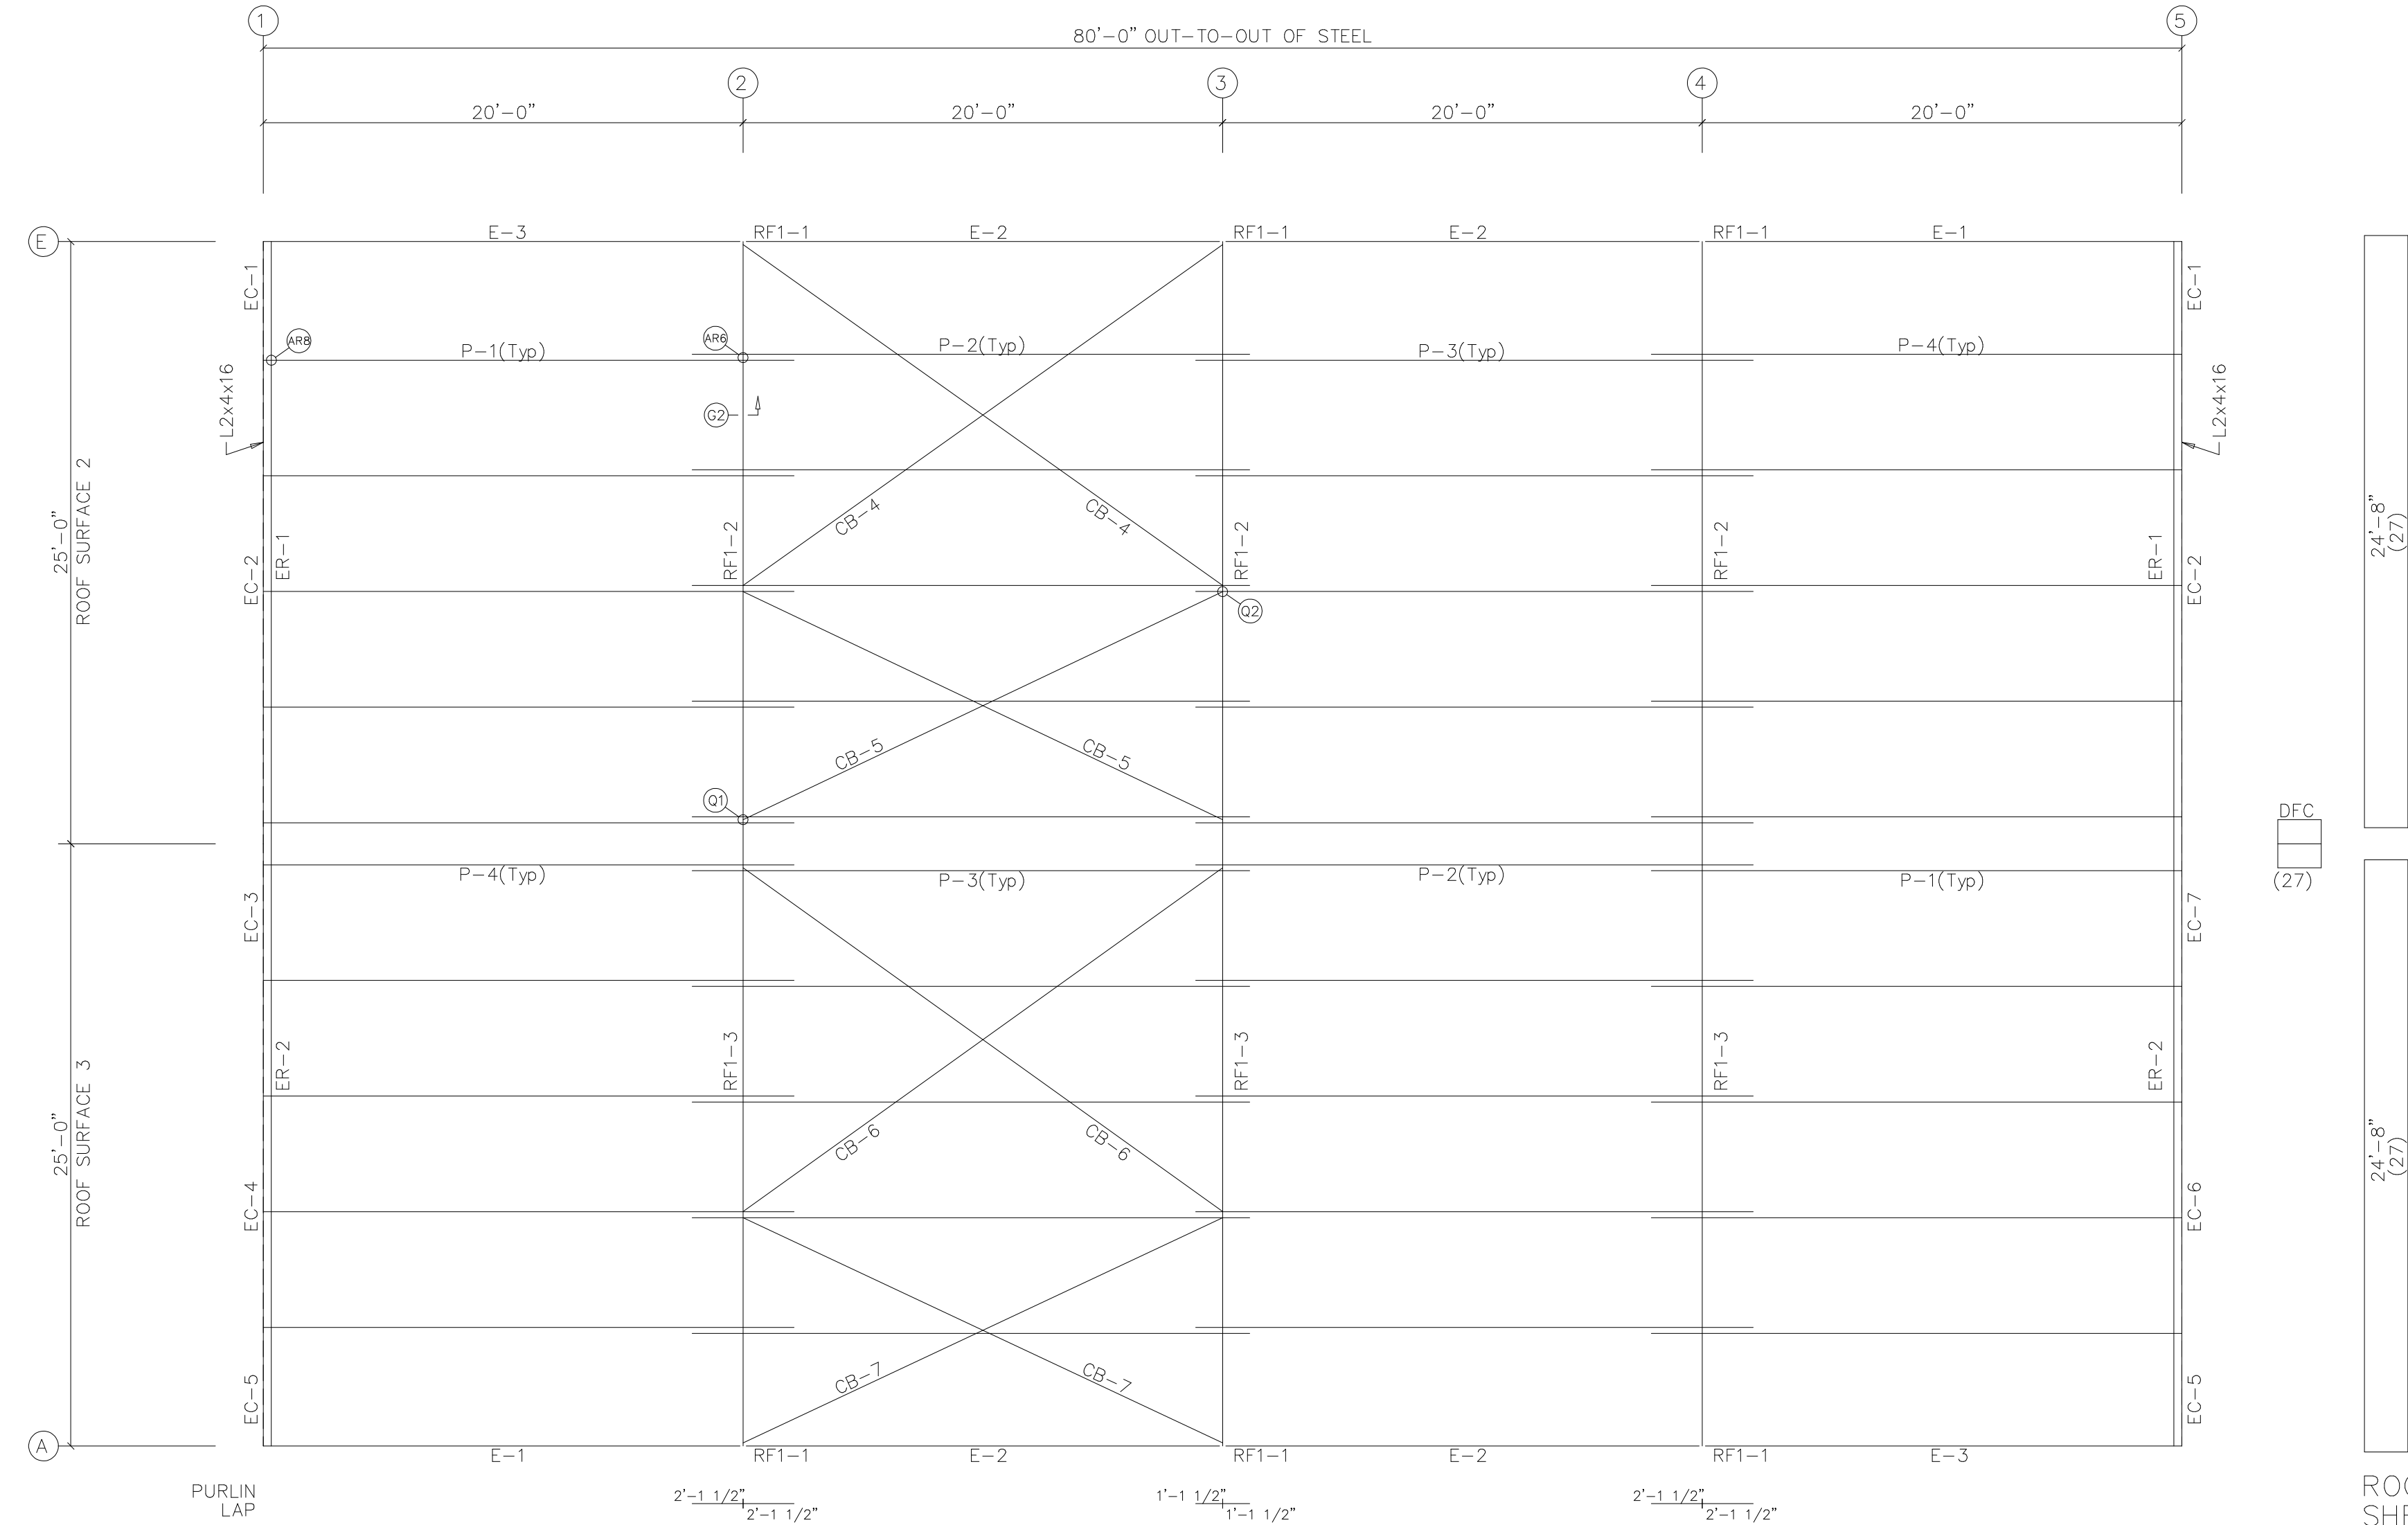 1
5
80'-0" OUT-TO-OUT OF STEEL
2
3
4
20'-0"
20'-0"
20'-0"
20'-0"
E
E-3
RF1-1
E-2
RF1-1
E-2
RF1-1
E-1
EC-1
EC-1
AR8
AR6
P-1(Typ)
P-2(Typ)
P-3(Typ)
P-4(Typ)
L2x4x16
L2x4x16
G2
25'-0"
ROOF SURFACE 2
CB-4
CB-4
24'-8"
(27)
EC-2
ER-1
RF1-2
RF1-2
RF1-2
ER-1
EC-2
Q2
CB-5
CB-5
Q1
DFC
(27)
P-4(Typ)
P-3(Typ)
P-2(Typ)
P-1(Typ)
EC-3
EC-7
25'-0"
ROOF SURFACE 3
ER-2
RF1-3
RF1-3
RF1-3
ER-2
CB-6
CB-6
24'-8"
(27)
EC-4
EC-6
CB-7
CB-7
EC-5
EC-5
A
E-1
RF1-1
E-2
RF1-1
E-2
RF1-1
E-3
PURLIN
LAP
2'-1 1/2"
2'-1 1/2"
1'-1 1/2"
1'-1 1/2"
2'-1 1/2"
2'-1 1/2"